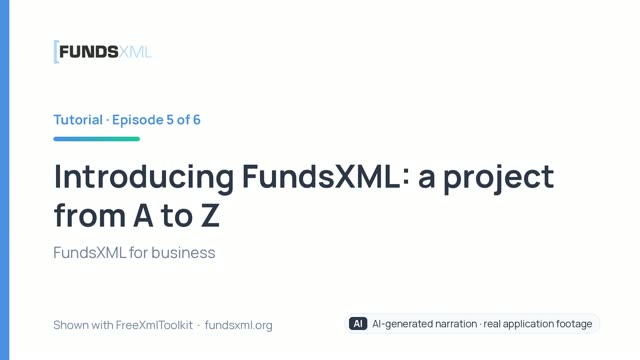 [FUNDSXML
Tutorial · Episode 5 of 6
Introducing FundsXML: a project
from A to Z
FundsXML for business
Shown with FreeXmlToolkit · fundsxml.org
AI AI-generated narration · real application footage